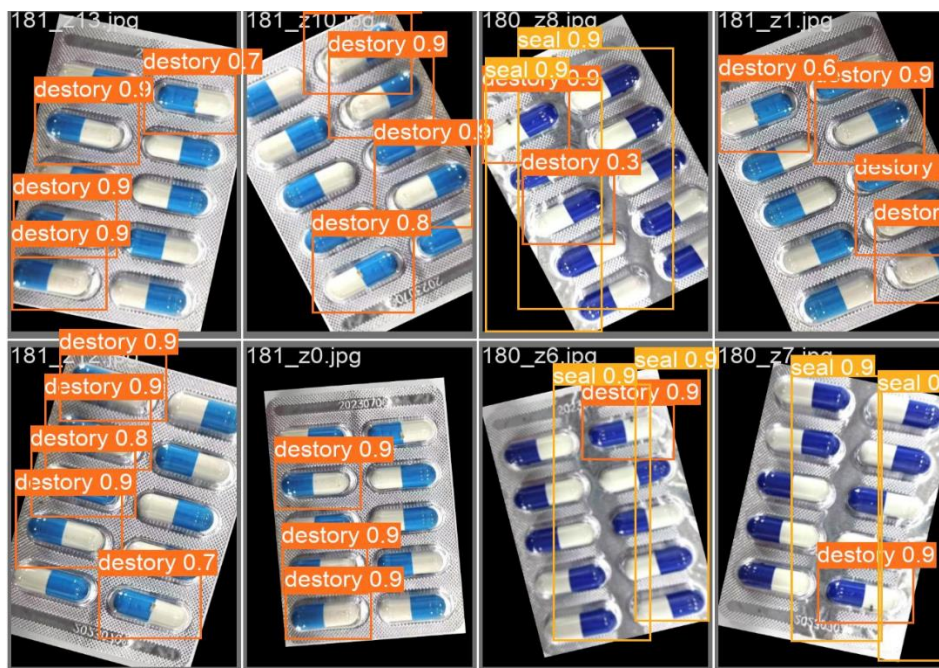 181_z13.jpg
destory 0.7
destory 0.9
destory 0.9
destory 0.9
181_z10.jpg
destory 0.9
destory 0.9
destory 0.8
2023070
180_z8.jpg
seal 0.9
seal 0.9
destory 0.9
destory 0.3
181_z1.jpg
destory 0.6
destory 0.9
destory
destor
181_z12.jpg
destory 0.9
destory 0.9
destory 0.8
destory 0.9
destory 0.7
2023070
181_z0.jpg
2023070
destory 0.9
destory 0.9
destory 0.9
180_z6.jpg
seal 0.9
seal 0.9
destory 0.9
180_z7.jpg
seal 0.9
seal 0
destory 0.9